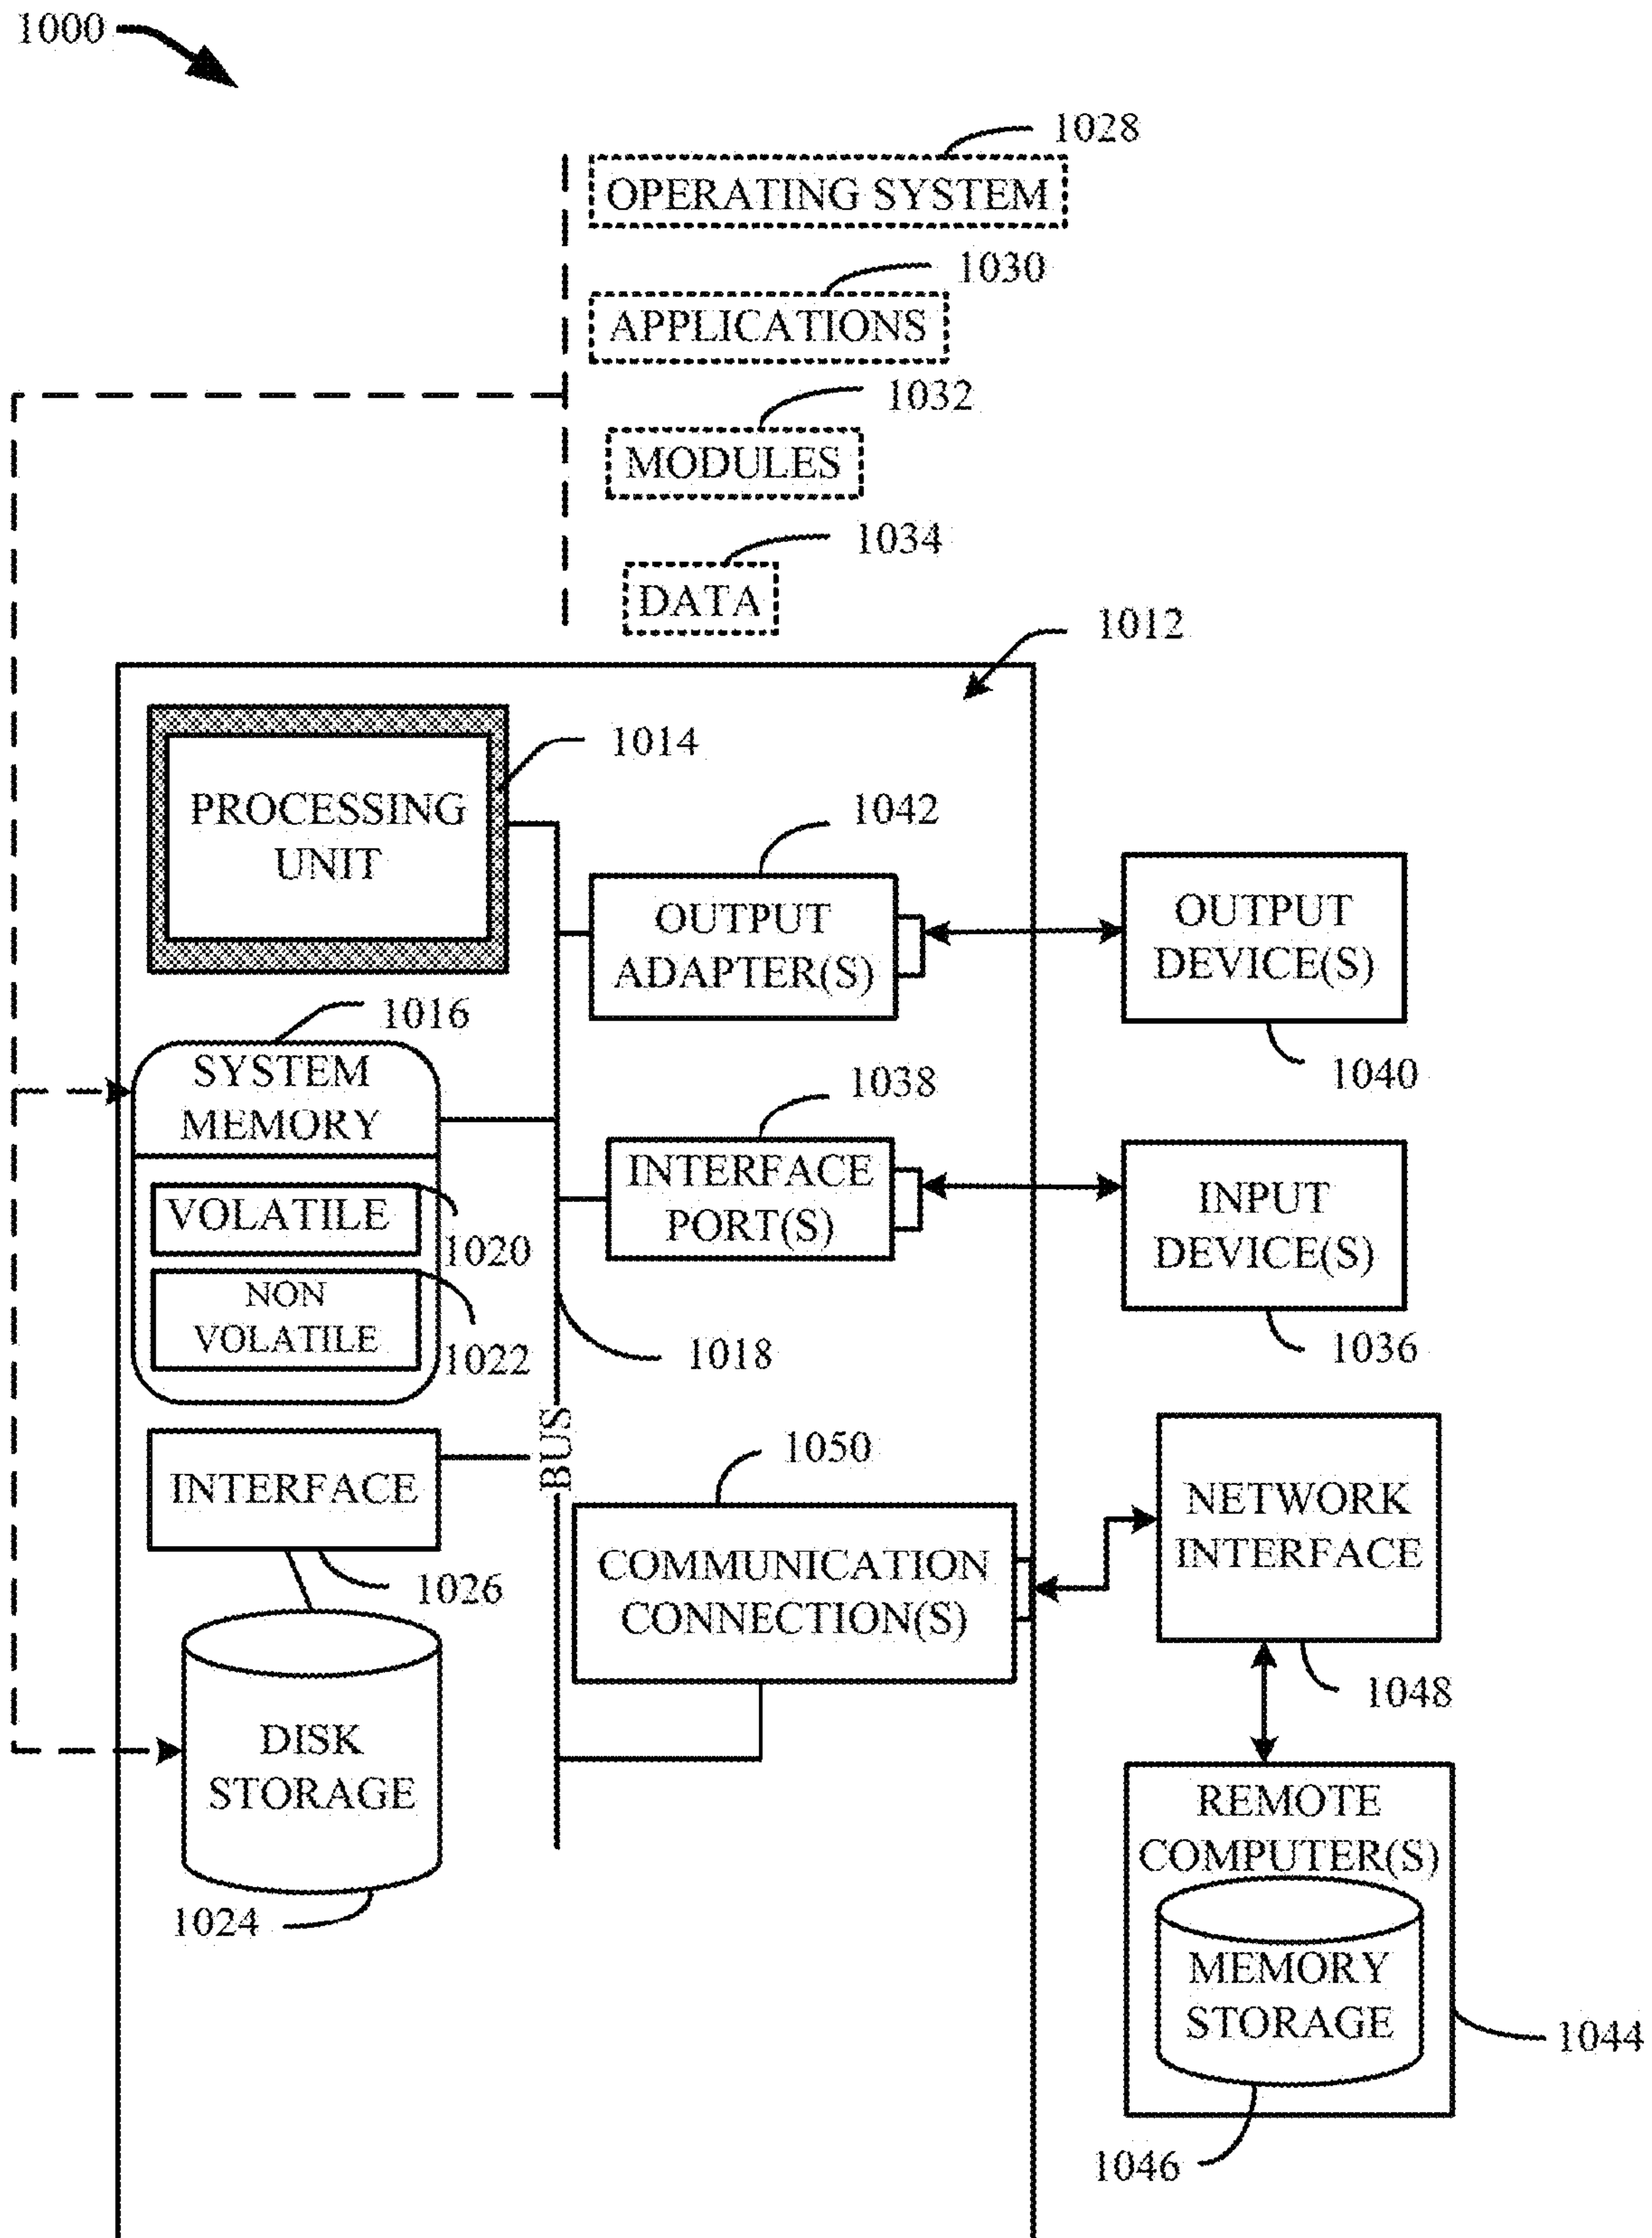 1000
1028
OPERATING SYSTEM
1030
APPLICATIONS
1032
MODULES
1034
DATA
1012
1014
PROCESSING
UNIT
1042
OUTPUT
ADAPTER(S)
OUTPUT
DEVICE(S)
1040
1016
SYSTEM
MEMORY
VOLATILE
1020
NON
VOLATILE
1022
1038
INTERFACE
PORT(S)
INPUT
DEVICE(S)
1036
1018
BUS
INTERFACE
1026
1050
COMMUNICATION
CONNECTION(S)
NETWORK
INTERFACE
1048
DISK
STORAGE
1024
REMOTE
COMPUTER(S)
MEMORY
STORAGE
1044
1046